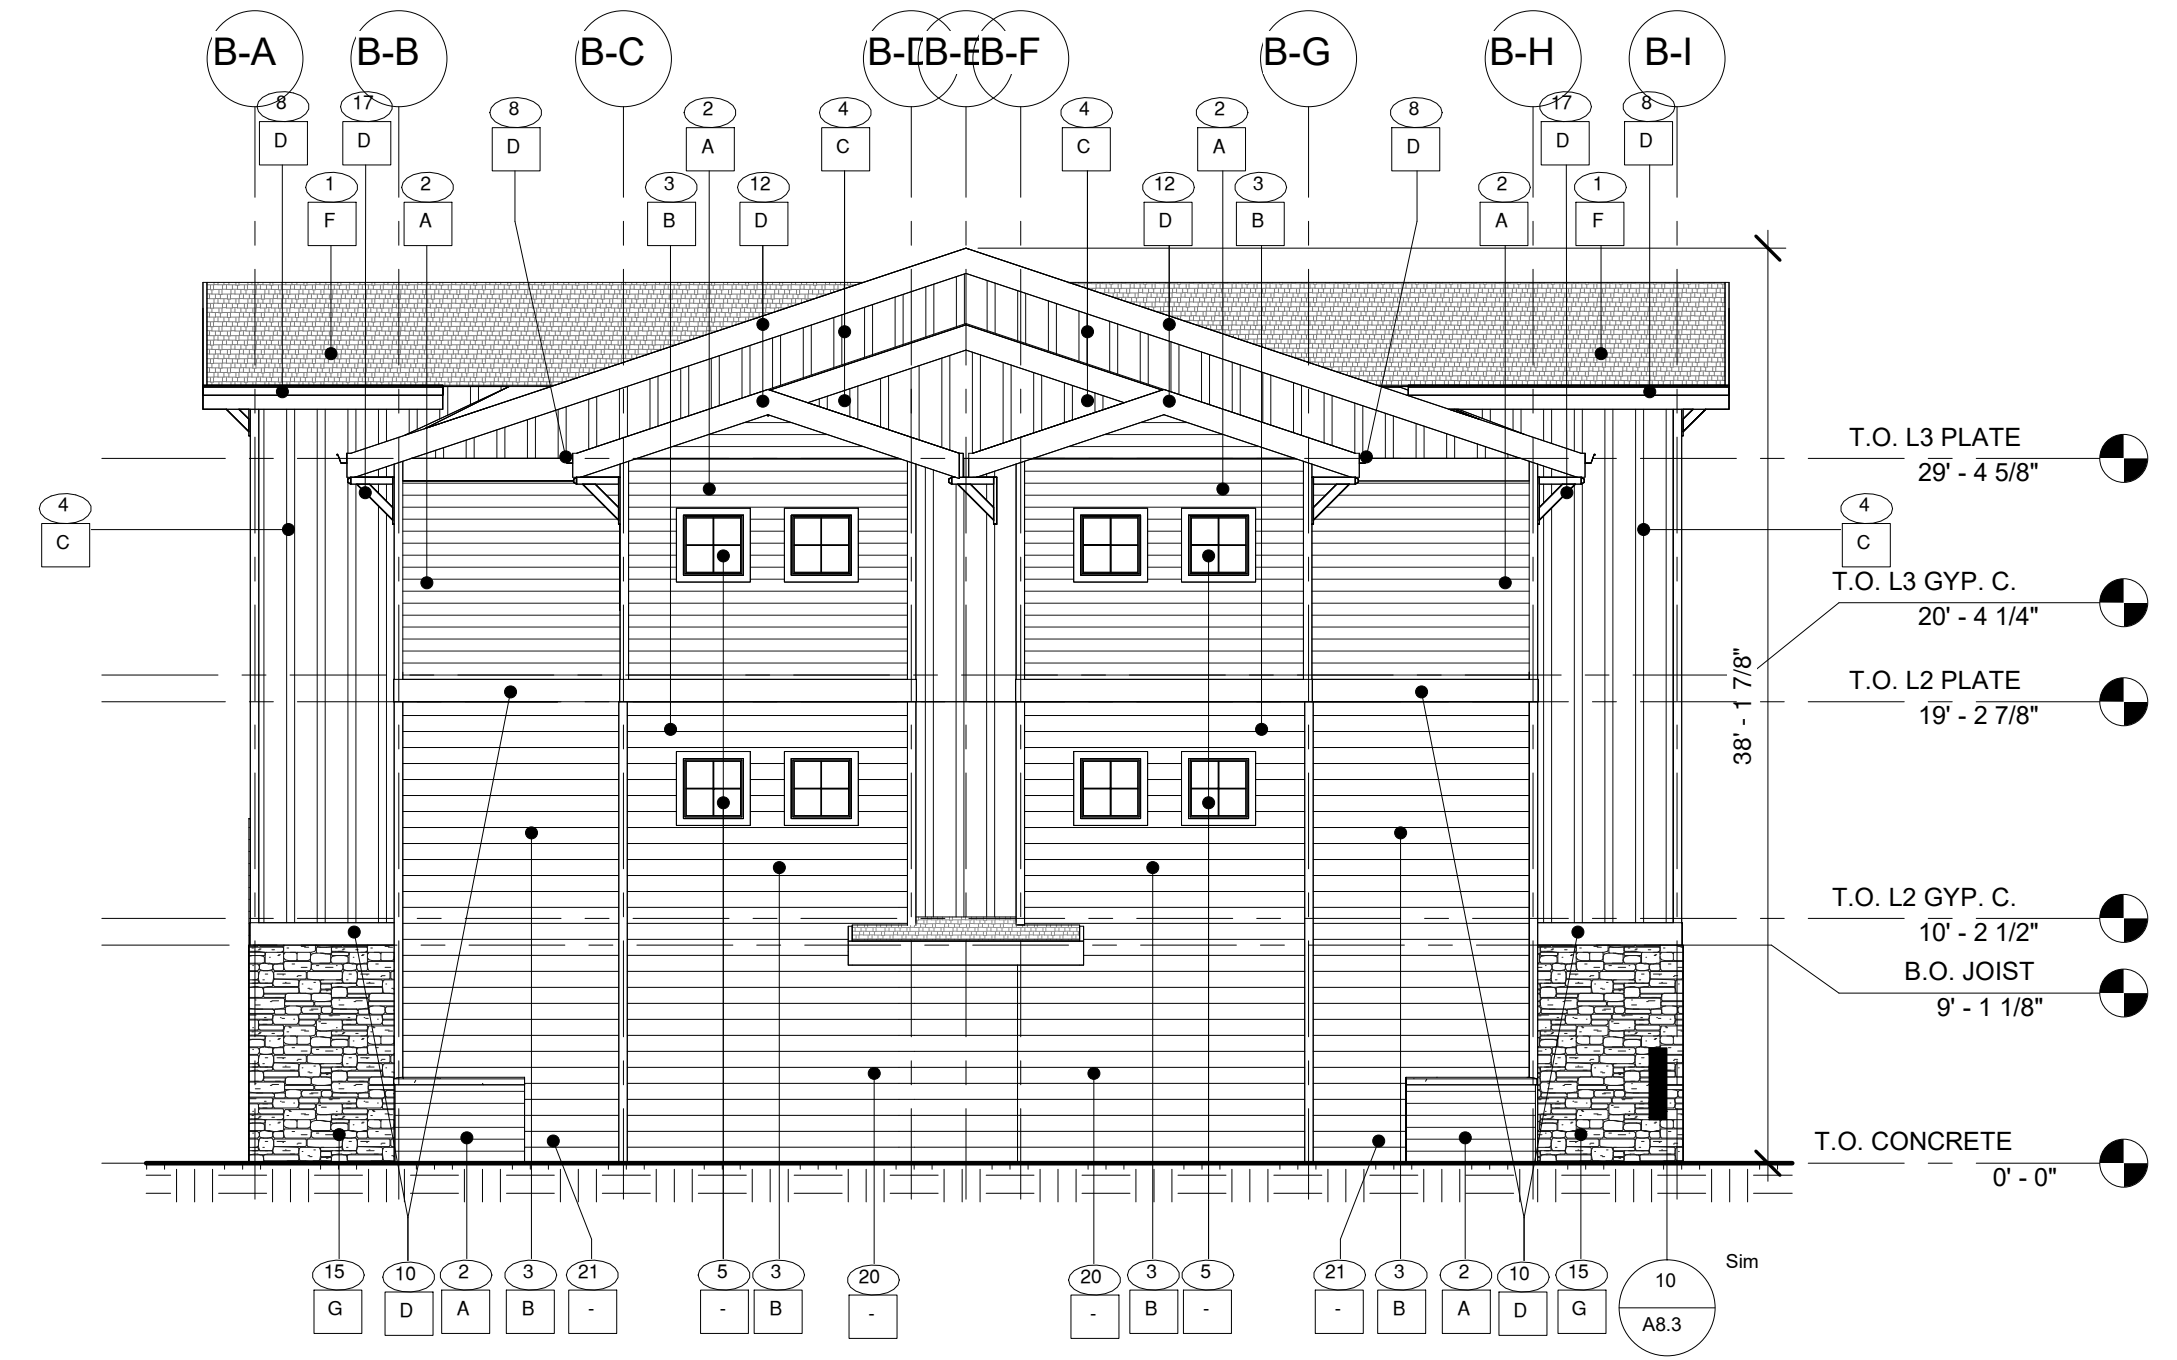 B-A B-B B-C B-D B-E B-F B-G B-H B-I
8 17 8 2 4 4 2 8 17 8
D D D A C C A D D D
1 2 3 12 12 3 2 1
F A B D D B A F
T.O. L3 PLATE
29' - 4 5/8"
4 4
C C
T.O. L3 GYP. C.
20' - 4 1/4"
38' - 1 7/8"
T.O. L2 PLATE
19' - 2 7/8"
T.O. L2 GYP. C.
10' - 2 1/2"
B.O. JOIST
9' - 1 1/8"
T.O. CONCRETE
0' - 0"
Sim
15 10 2 3 21 5 3 20 20 3 5 21 3 2 10 15 10
G D A B - - B - - B - - B A D G A8.3